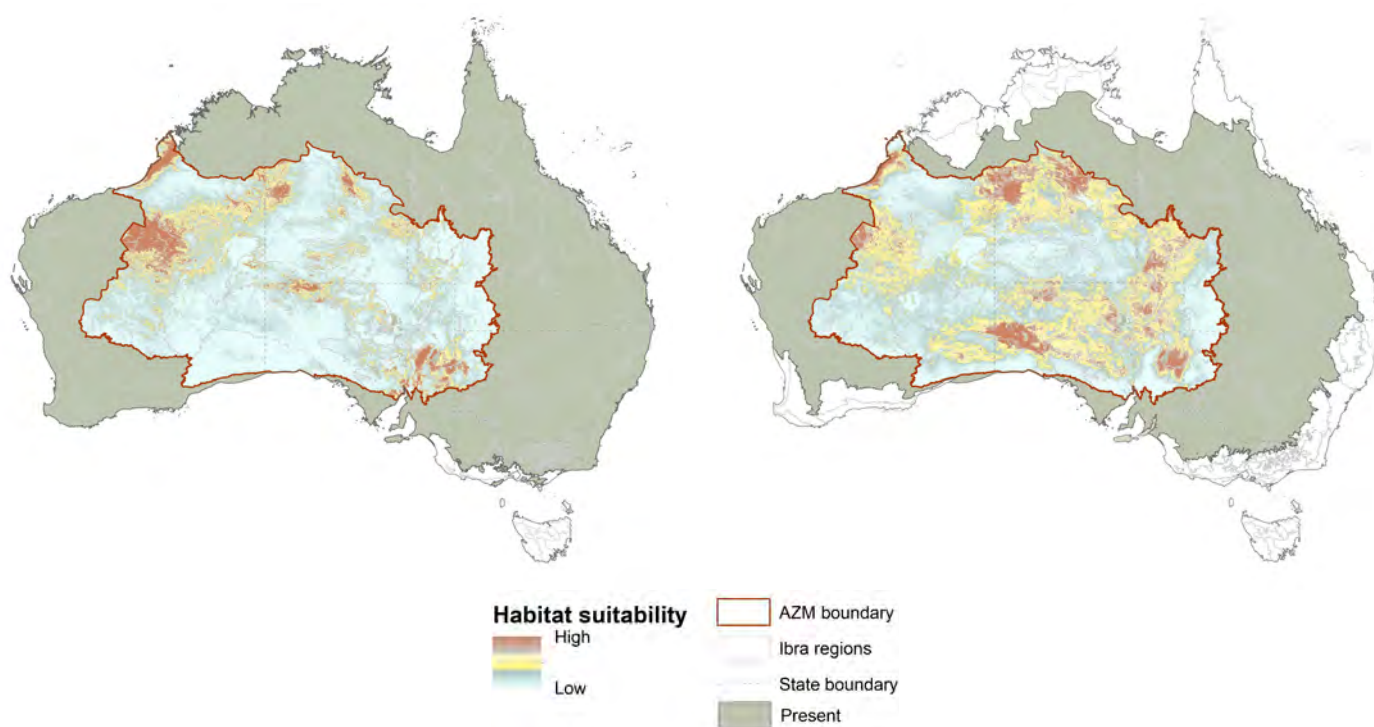 Habitat suitability
High
Low
AZM boundary
Ibra regions
State boundary
Present